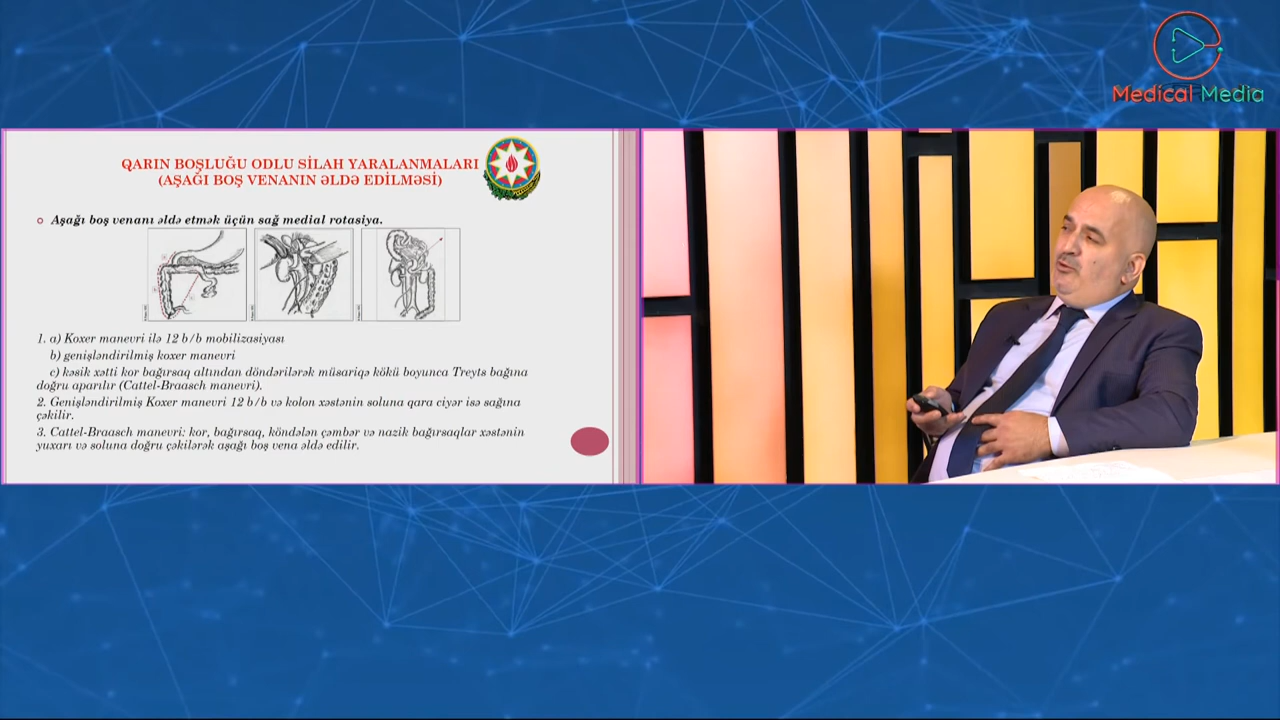 Medical Media
QARIN BOŞLUĞU ODLU SİLAH YARALANMALARI
(AŞAĞI BOŞ VENANIN ƏLDƏ EDİLMƏSİ)
Aşağı boş venanı əldə etmək üçün sağ medial rotasiya.
1. a) Koxer manevri ilə 12 b/b mobilizasiyası
b) genişləndirilmiş koxer manevri
c) kəsik xətti kor bağırsaq altından döndərilərək müsariqə kökü boyunca Treyts bağına
doğru aparılır (Cattel-Braasch manevri).
2. Genişləndirilmiş Koxer manevri 12 b/b və kolon xəstənin soluna qara ciyər isə sağına
çəkilir.
3. Cattel-Braasch manevri: kor, bağırsaq, köndələn çəmbər və nazik bağırsaqlar xəstənin
yuxarı və soluna doğru çəkilərək aşağı boş vena əldə edilir.